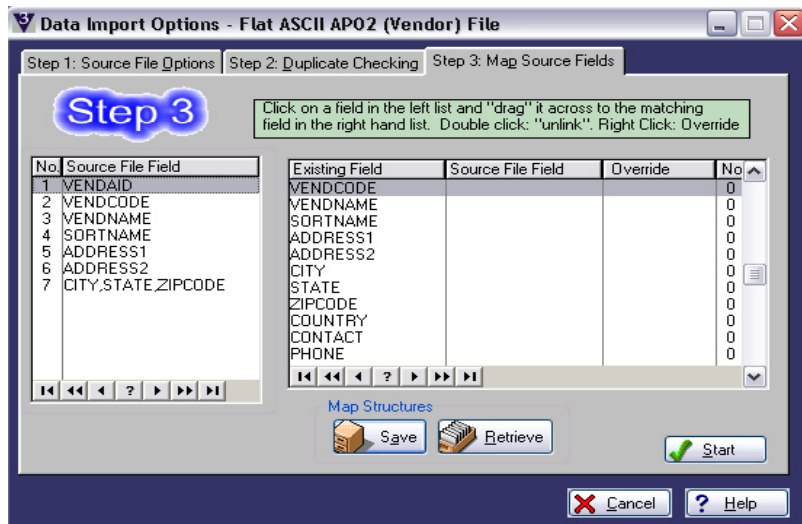 Data Import Options - Flat ASCII AP02 (Vendor) File
Step 1: Source File Options Step 2: Duplicate Checking Step 3: Map Source Fields
Step 3
Click on a field in the left list and "drag" it across to the matching
field in the right hand list. Double click: "unlink". Right Click: Override
No. Source File Field
1 VENDAID
2 VENDCODE
3 VENDNAME
4 SORTNAME
5 ADDRESS1
6 ADDRESS2
7 CITY,STATE,ZIPCODE
Existing Field Source File Field Override No
VENDCODE 0
VENDNAME 0
SORTNAME 0
ADDRESS1 0
ADDRESS2 0
CITY 0
STATE 0
ZIPCODE 0
COUNTRY 0
CONTACT 0
PHONE 0
?
?
Map Structures
Save Retrieve
Start
Cancel ? Help